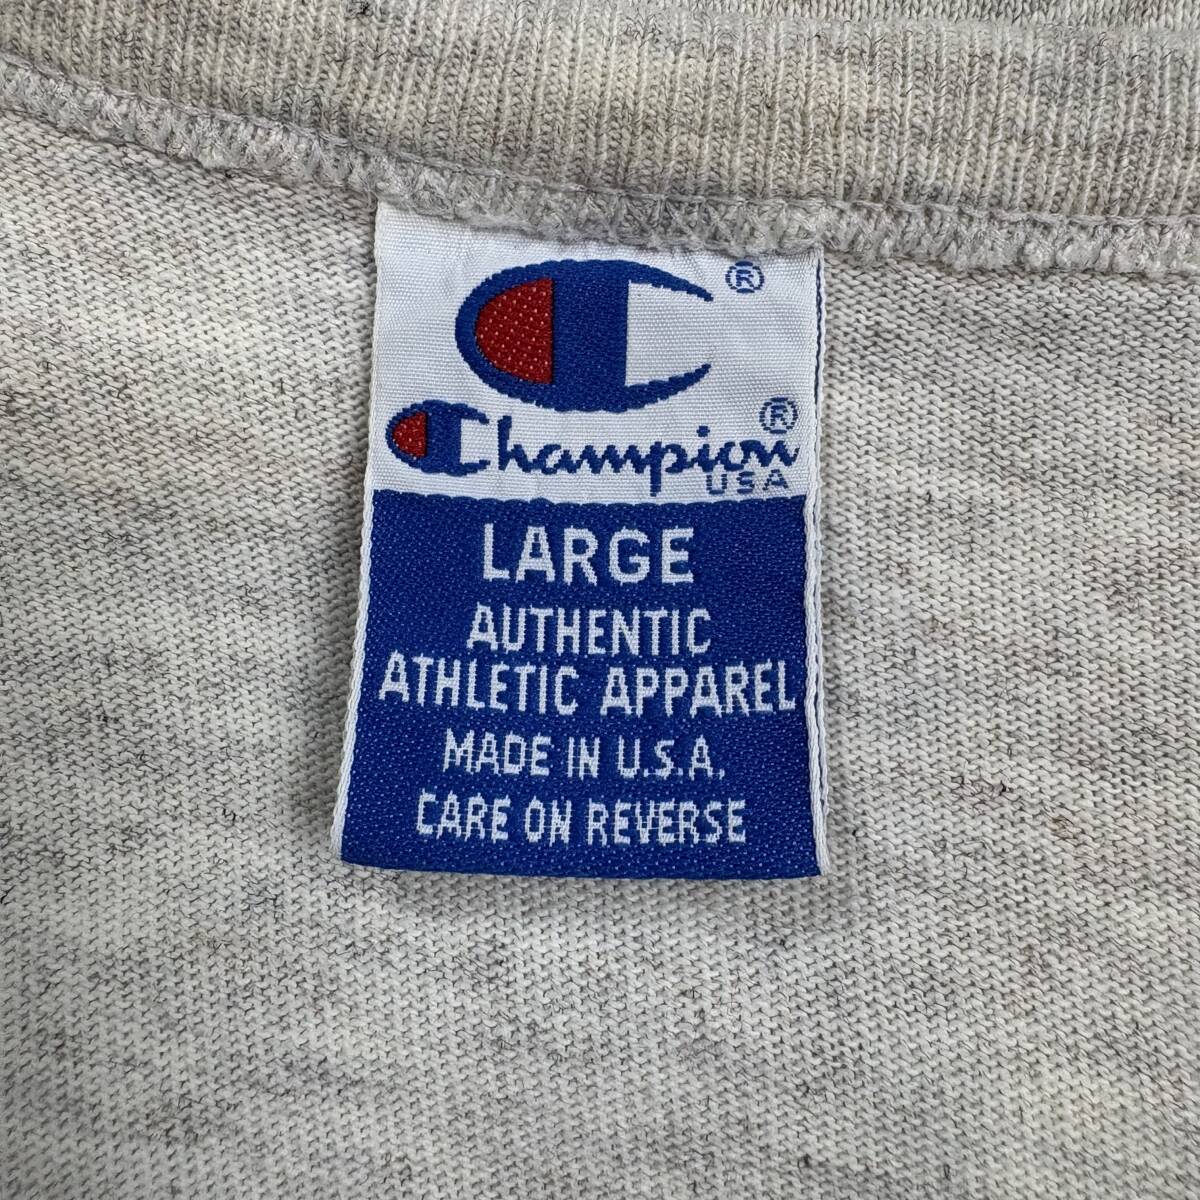 ®
Champion®
USA
LARGE
AUTHENTIC
ATHLETIC APPAREL
MADE IN U.S.A.
CARE ON REVERSE